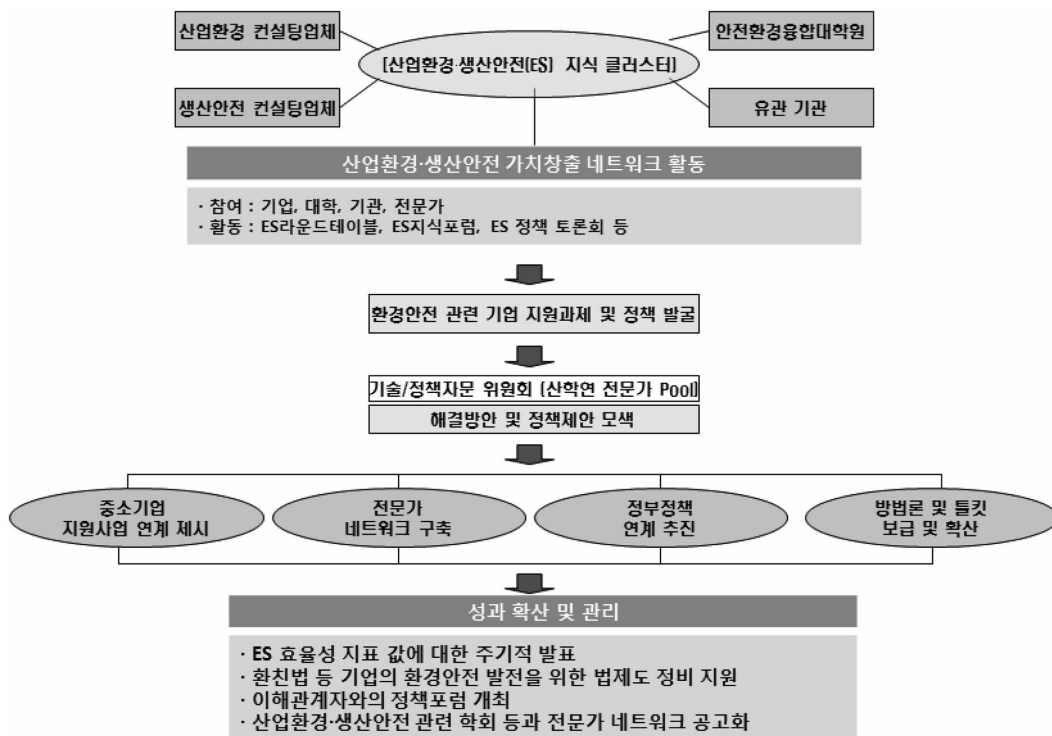 산업환경 컨설팅업체
안전환경융합대학원
[산업환경·생산안전(ES) 지식 클러스터]
생산안전 컨설팅업체
유관 기관
산업환경·생산안전 가치창출 네트워크 활동
· 참여 : 기업, 대학, 기관, 전문가
· 활동 : ES라운드테이블, ES지식포럼, ES 정책 토론회 등
환경안전 관련 기업 지원과제 및 정책 발굴
기술/정책자문 위원회 (산학연 전문가 Pool)
해결방안 및 정책제안 모색
중소기업
지원사업 연계 제시
전문가
네트워크 구축
정부정책
연계 추진
방법론 및 툴킷
보급 및 확산
성과 확산 및 관리
· ES 효율성 지표 값에 대한 주기적 발표
· 환친법 등 기업의 환경안전 발전을 위한 법제도 정비 지원
· 이해관계자와의 정책포럼 개최
· 산업환경·생산안전 관련 학회 등과 전문가 네트워크 공고화